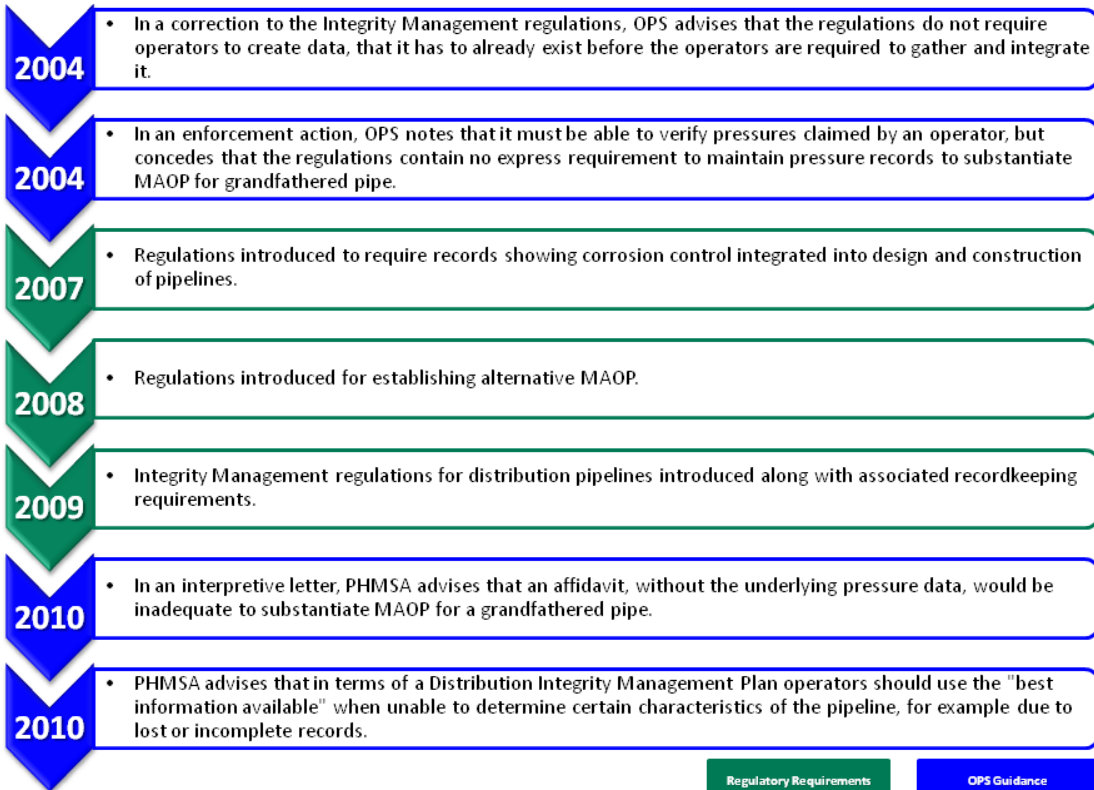 2004
• In a correction to the Integrity Management regulations, OPS advises that the regulations do not require
operators to create data, that it has to already exist before the operators are required to gather and integrate
it.
2004
• In an enforcement action, OPS notes that it must be able to verify pressures claimed by an operator, but
concedes that the regulations contain no express requirement to maintain pressure records to substantiate
MAOP for grandfathered pipe.
2007
• Regulations introduced to require records showing corrosion control integrated into design and construction
of pipelines.
2008
• Regulations introduced for establishing alternative MAOP.
2009
• Integrity Management regulations for distribution pipelines introduced along with associated recordkeeping
requirements.
2010
• In an interpretive letter, PHMSA advises that an affidavit, without the underlying pressure data, would be
inadequate to substantiate MAOP for a grandfathered pipe.
2010
• PHMSA advises that in terms of a Distribution Integrity Management Plan operators should use the "best
information available" when unable to determine certain characteristics of the pipeline, for example due to
lost or incomplete records.
Regulatory Requirements
OPS Guidance